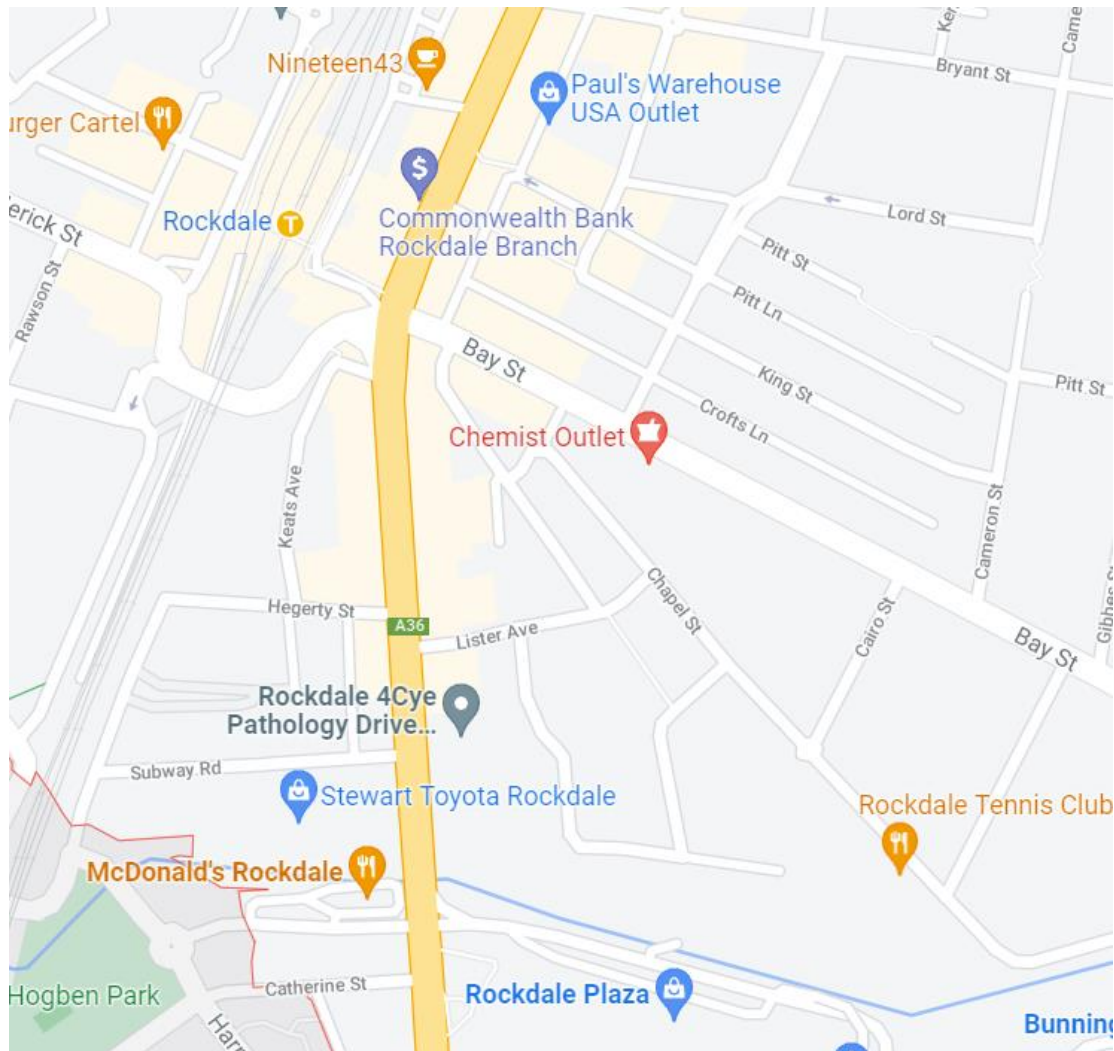 Nineteen43
Bryant St
Paul's Warehouse
USA Outlet
urger Cartel
$
Commonwealth Bank
Rockdale Branch
Lord St
Rockdale
T
erick St
Rawson St
Pitt St
Pitt Ln
Bay St
King St
Pitt St
Crofts Ln
Chemist Outlet
Keats Ave
Cameron St
Chapel St
Hegerty St
A36
Lister Ave
Cairo St
Gibbes St
Bay St
Rockdale 4Cye
Pathology Drive...
Subway Rd
Stewart Toyota Rockdale
Rockdale Tennis Club
McDonald's Rockdale
Catherine St
Hogben Park
Rockdale Plaza
Harr
Bunning